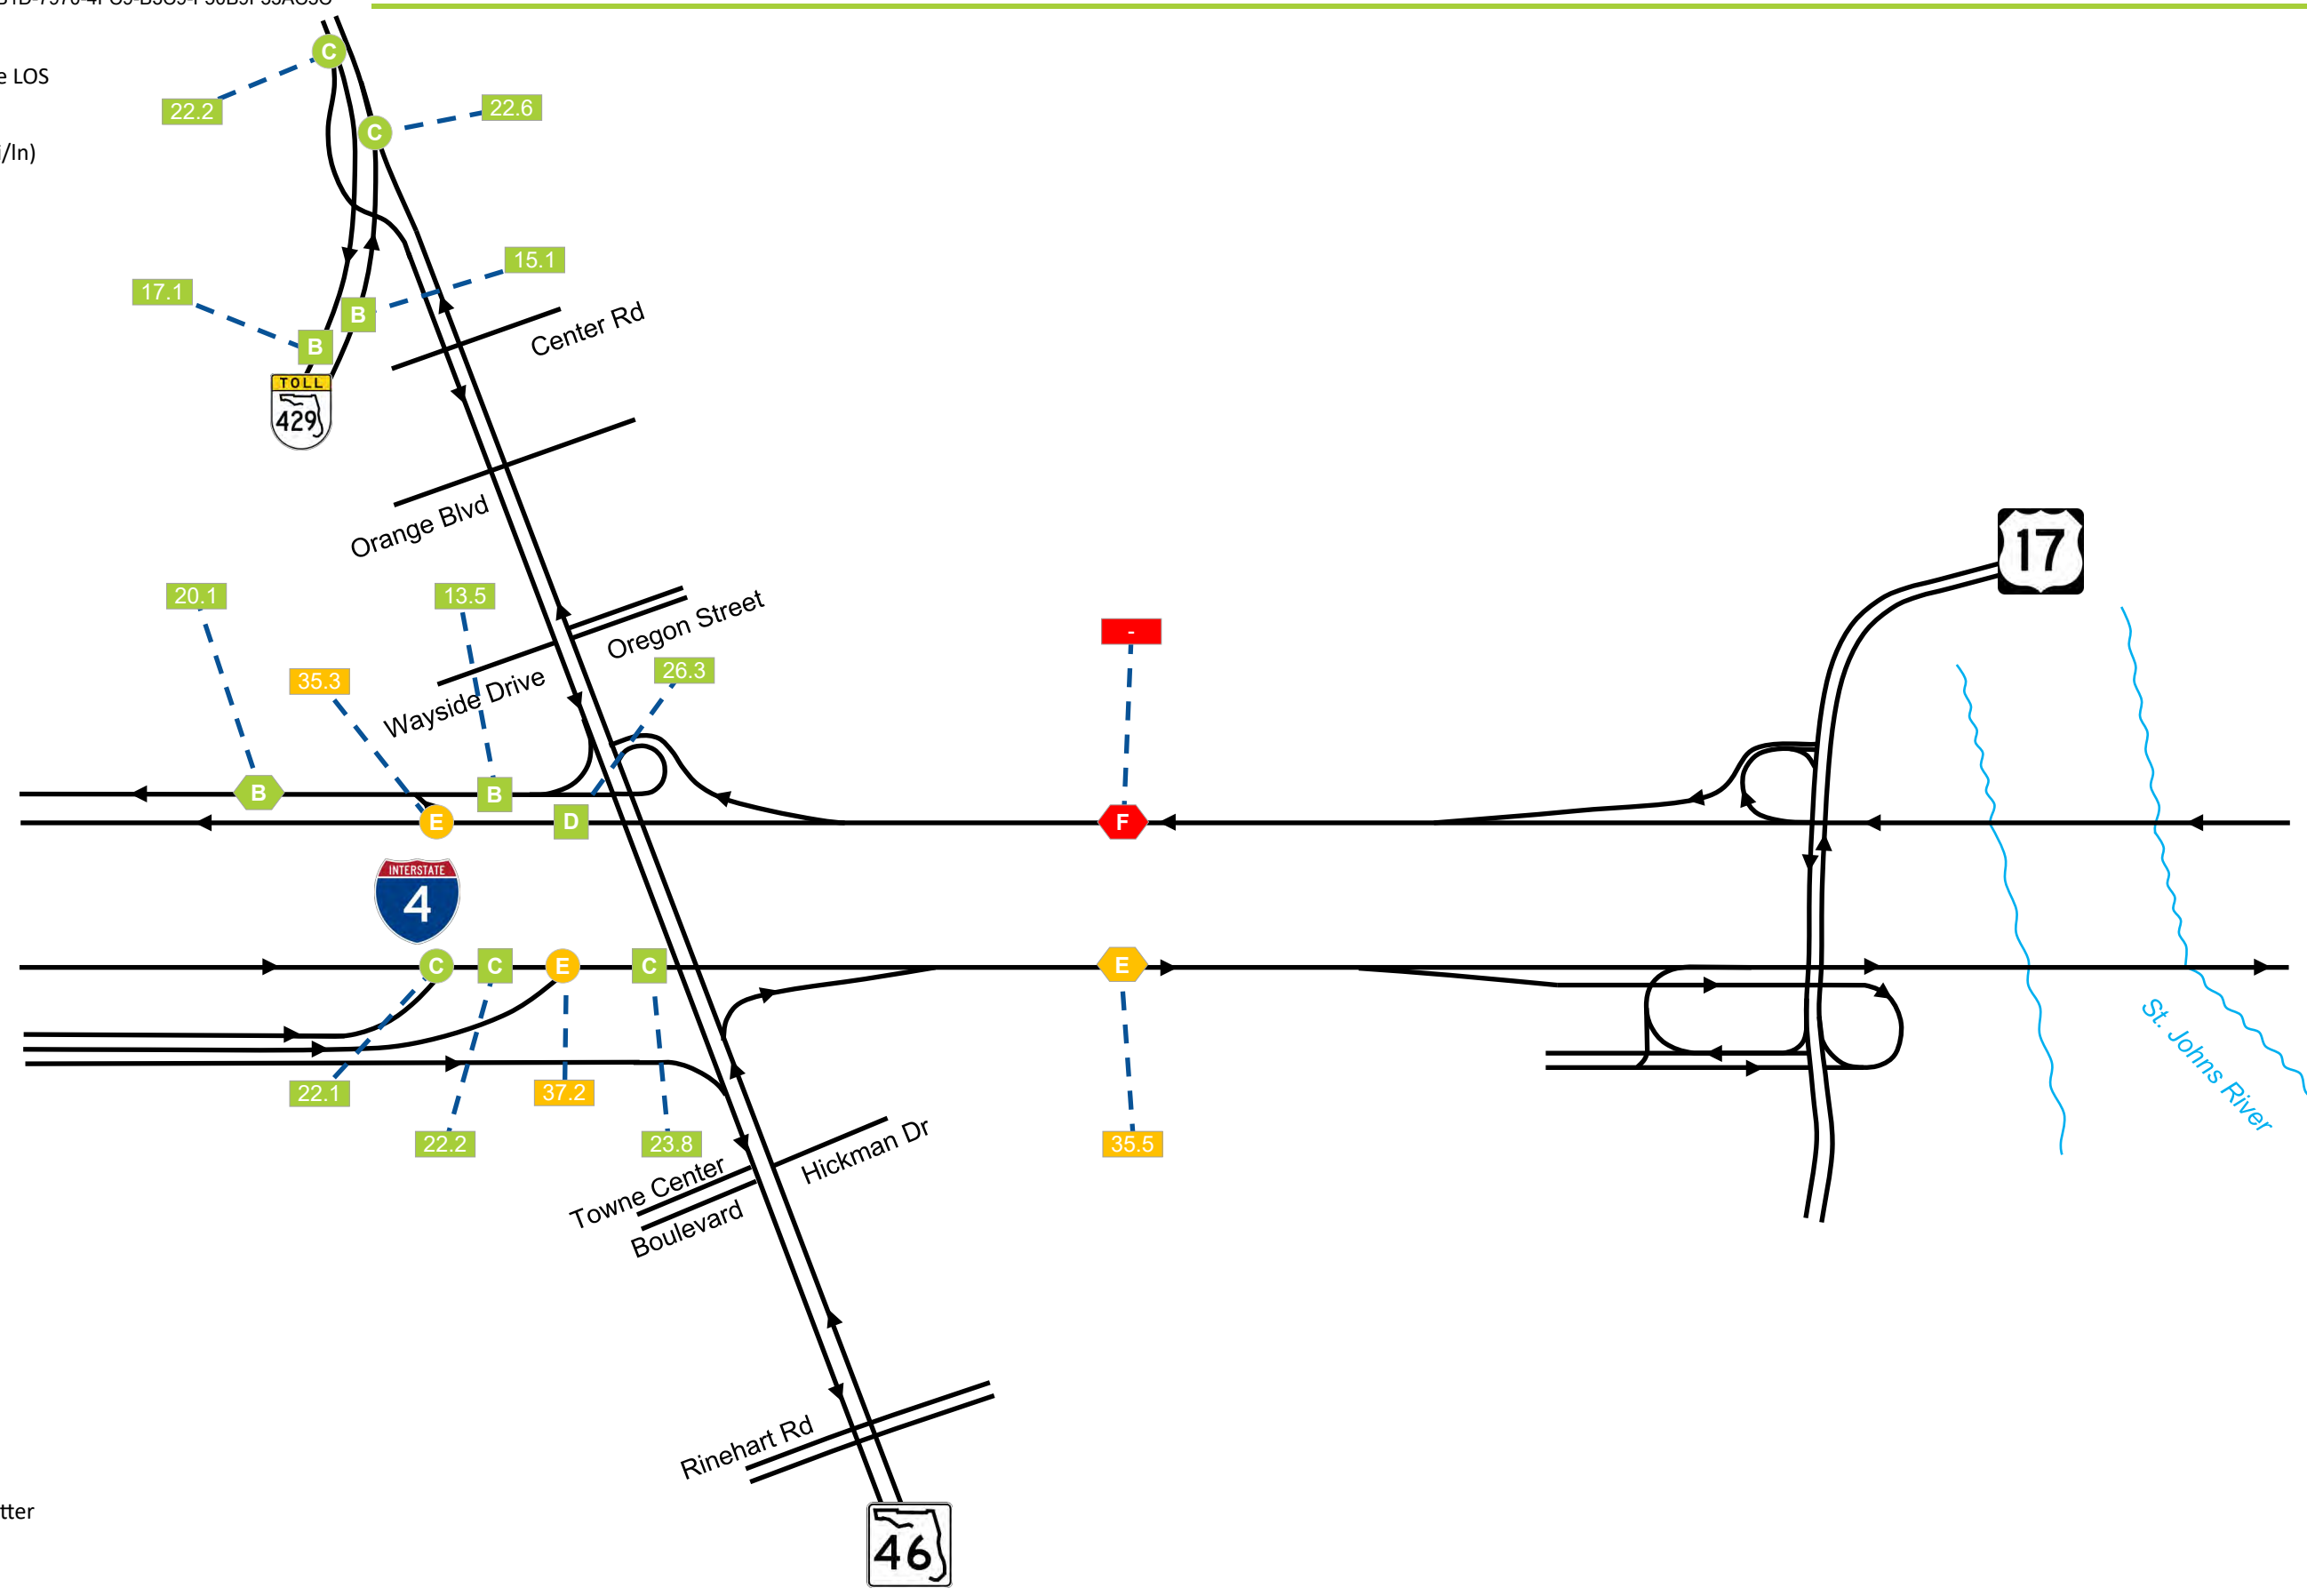 e LOS
i/ln)
C
22.2
22.6
C
15.1
17.1
B
B
TOLL
429
Center Rd
Orange Blvd
17
20.1
13.5
Oregon Street
-
26.3
35.3
Wayside Drive
B
B
E
D
F
INTERSTATE
4
C
C
E
C
E
22.1
37.2
22.2
23.8
35.5
St. Johns River
Hickman Dr
Towne Center
Boulevard
Rinehart Rd
tter
46